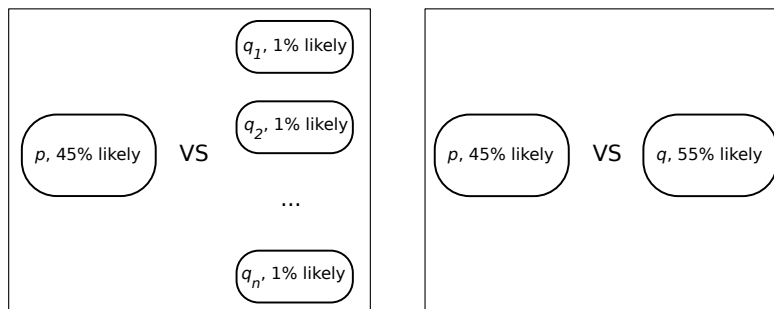 q₁, 1% likely
q₂, 1% likely
p, 45% likely
VS
...
qₙ, 1% likely
p, 45% likely
VS
q, 55% likely